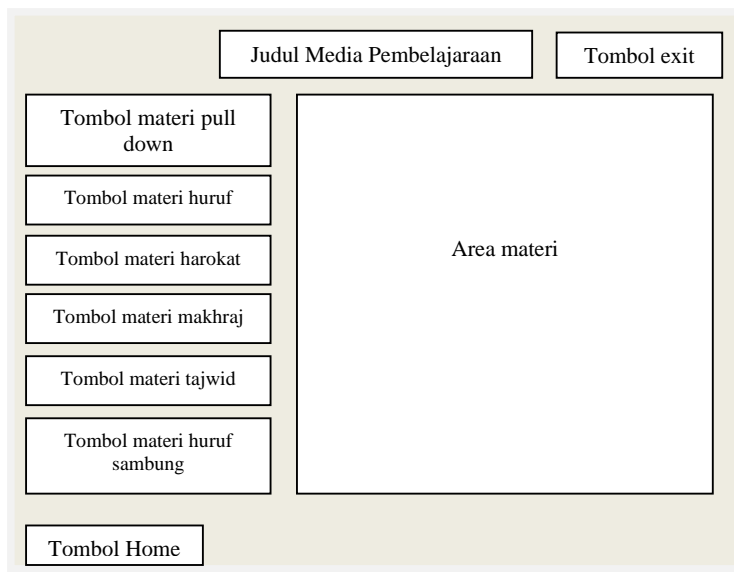 Judul Media Pembelajaraan
Tombol exit
Tombol materi pull
down
Tombol materi huruf
Tombol materi harokat
Tombol materi makhraj
Tombol materi tajwid
Tombol materi huruf
sambung
Area materi
Tombol Home